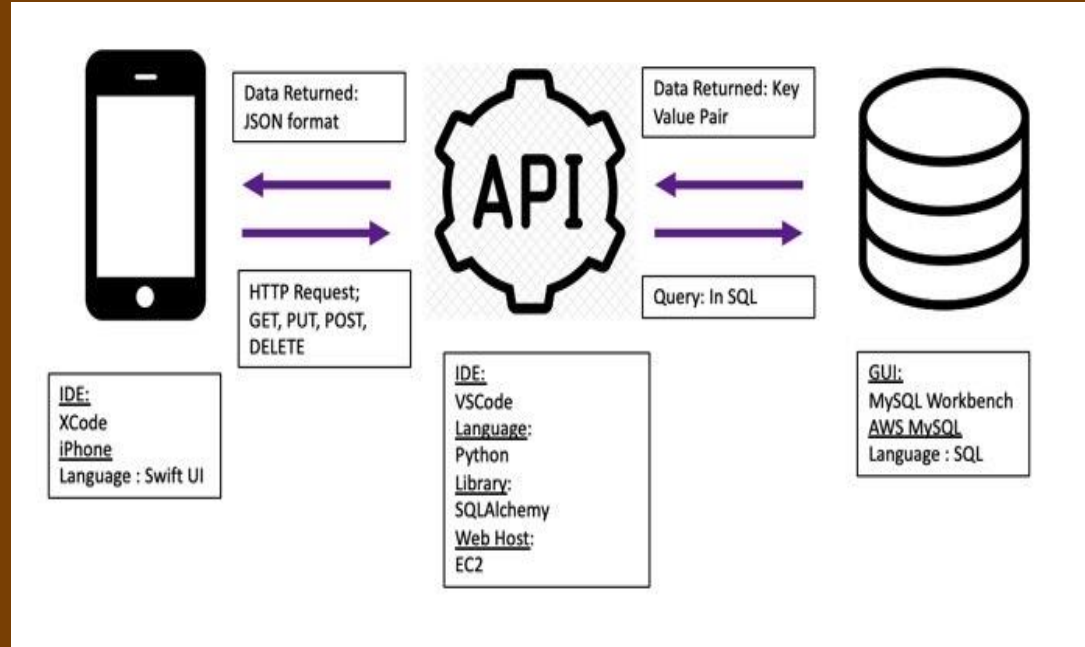 Data Returned:
JSON format
HTTP Request;
GET, PUT, POST,
DELETE
IDE:
XCode
iPhone
Language : Swift UI
API
IDE:
VSCode
Language:
Python
Library:
SQLAlchemy
Web Host:
EC2
Data Returned: Key
Value Pair
Query: In SQL
GUI:
MySQL Workbench
AWS MySQL
Language : SQL